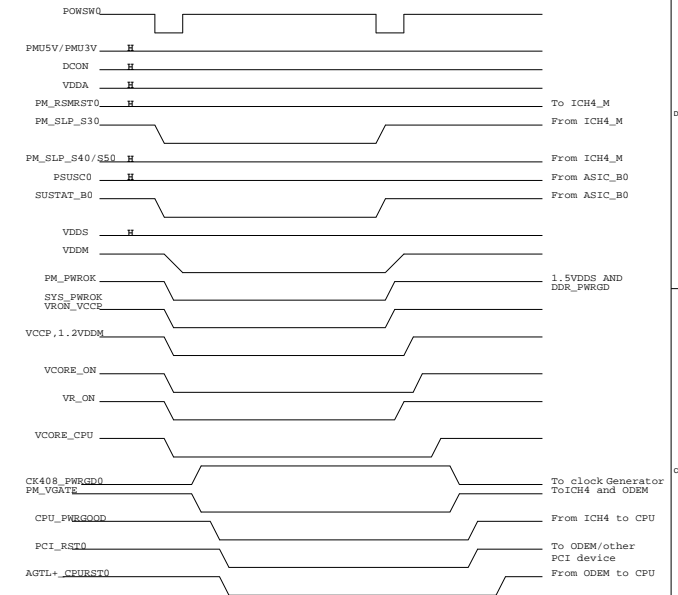 POWSW0
PMU5V/PMU3V H
DCON H
VDDA H
PM_RSMRST0 H To ICH4_M
PM_SLP_S30 From ICH4_M
PM_SLP_S40/S50 H From ICH4_M
PSUSC0 H From ASIC_B0
SUSTAT_B0 From ASIC_B0
VDDS H
VDDM
PM_PWROK 1.5VDDS AND
DDR_PWRGD
SYS_PWROK
VRON_VCCP
VCCP,1.2VDDM
VCORE_ON
VR_ON
VCORE_CPU
CK408_PWRGD0 To clock Generator
PM_VGATE ToICH4 and ODEM
CPU_PWRGOOD From ICH4 to CPU
PCI_RST0 To ODEM/other
PCI device
AGTL+_CPURST0 From ODEM to CPU
D
C